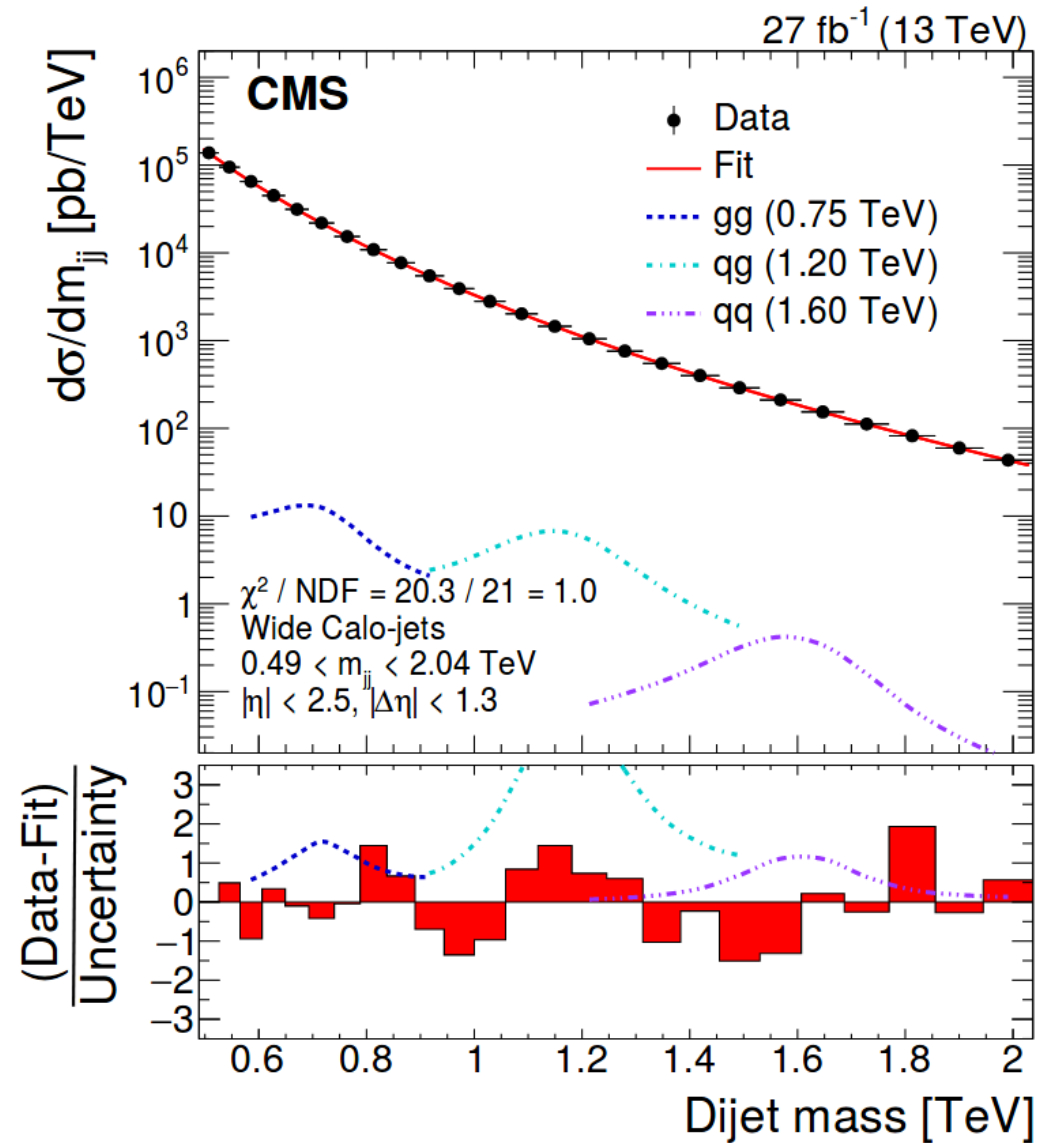 27 fb⁻¹ (13 TeV)
CMS
Data
Fit
gg (0.75 TeV)
qg (1.20 TeV)
qq (1.60 TeV)
dσ/dm_jj [pb/TeV]
10⁶
10⁵
10⁴
10³
10²
10
1
10⁻¹
χ² / NDF = 20.3 / 21 = 1.0
Wide Calo-jets
0.49 < m_jj < 2.04 TeV
|η| < 2.5, |Δη| < 1.3
(Data-Fit)
Uncertainty
3
2
1
0
−1
−2
−3
0.6 0.8 1 1.2 1.4 1.6 1.8 2
Dijet mass [TeV]